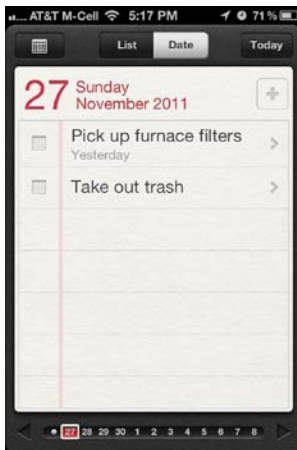 AT&T M-Cell 5:17 PM 71%
List Date Today
27 Sunday
November 2011
Pick up furnace filters
Yesterday
Take out trash
27 28 29 30 1 2 3 4 5 6 7 8